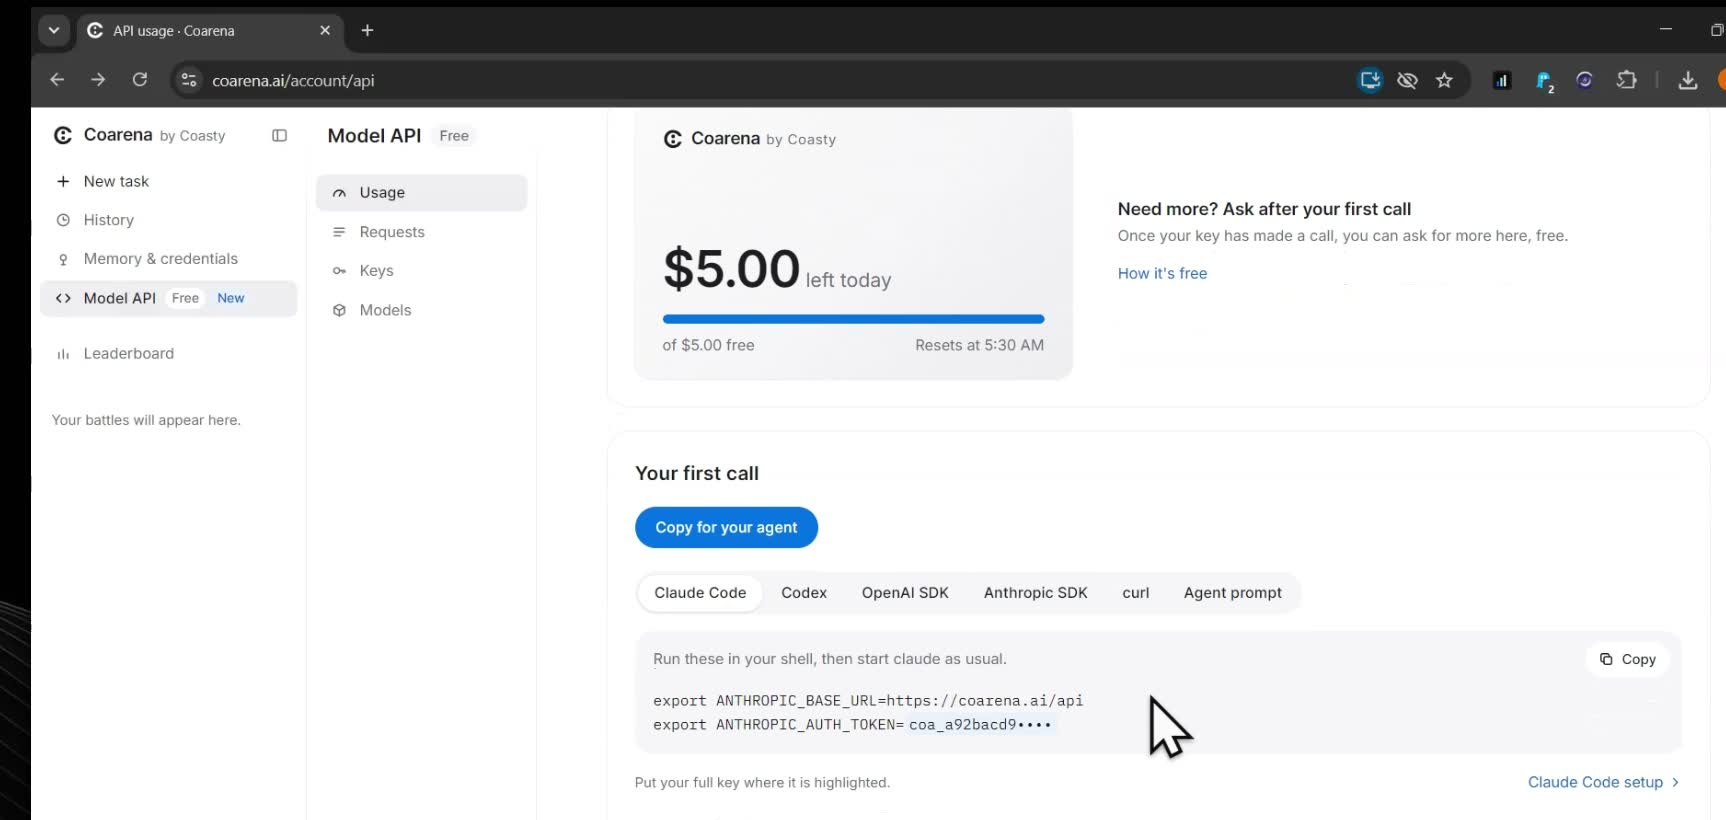 API usage · Coarena
coarena.ai/account/api
2
Coarena by Coasty
New task
History
Memory & credentials
Model API Free New
Leaderboard
Your battles will appear here.
Model API Free
Usage
Requests
Keys
Models
Coarena by Coasty
$5.00 left today
of $5.00 free
Resets at 5:30 AM
Need more? Ask after your first call
Once your key has made a call, you can ask for more here, free.
How it's free
Your first call
Copy for your agent
Claude Code Codex OpenAI SDK Anthropic SDK curl Agent prompt
Run these in your shell, then start claude as usual.
Copy
export ANTHROPIC_BASE_URL=https://coarena.ai/api
export ANTHROPIC_AUTH_TOKEN=coa_a92bacd9••••
Put your full key where it is highlighted.
Claude Code setup >